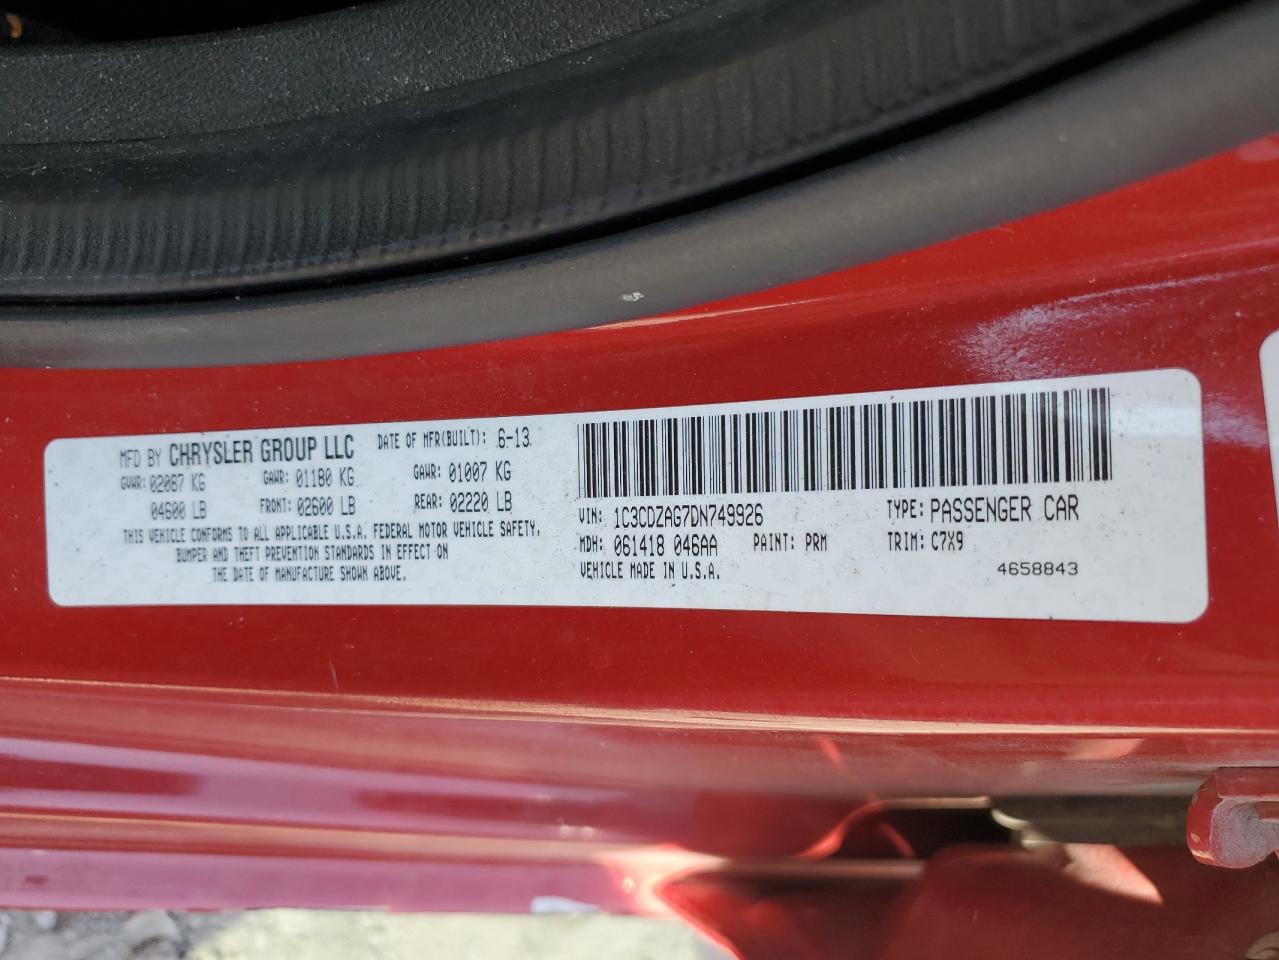 MFD BY CHRYSLER GROUP LLC DATE OF MFR(BUILT): 6-13
GVWR: 02087 KG GAWR: 01180 KG GAWR: 01007 KG
04600 LB FRONT: 02600 LB REAR: 02220 LB
THIS VEHICLE CONFORMS TO ALL APPLICABLE U.S.A. FEDERAL MOTOR VEHICLE SAFETY,
BUMPER AND THEFT PREVENTION STANDARDS IN EFFECT ON
THE DATE OF MANUFACTURE SHOWN ABOVE.
VIN: 1C3CDZAG7DN749926 TYPE: PASSENGER CAR
MDH: 061418 046AA PAINT: PRM TRIM: C7X9
VEHICLE MADE IN U.S.A. 4658843